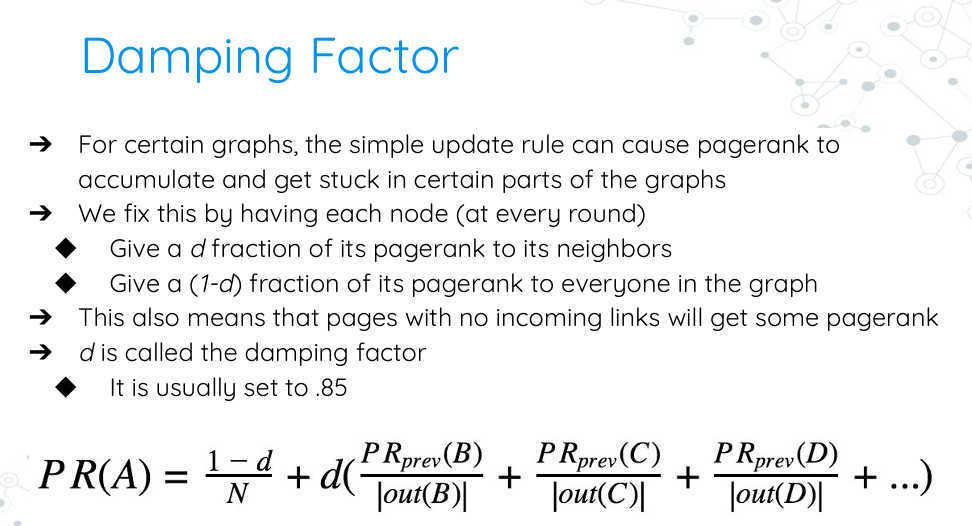 Damping Factor
➔ For certain graphs, the simple update rule can cause pagerank to
accumulate and get stuck in certain parts of the graphs
➔ We fix this by having each node (at every round)
◆ Give a d fraction of its pagerank to its neighbors
◆ Give a (1-d) fraction of its pagerank to everyone in the graph
➔ This also means that pages with no incoming links will get some pagerank
➔ d is called the damping factor
◆ It is usually set to .85
PR(A) = \frac{1-d}{N} + d(\frac{PR_{prev}(B)}{|out(B)|} + \frac{PR_{prev}(C)}{|out(C)|} + \frac{PR_{prev}(D)}{|out(D)|} + ...)